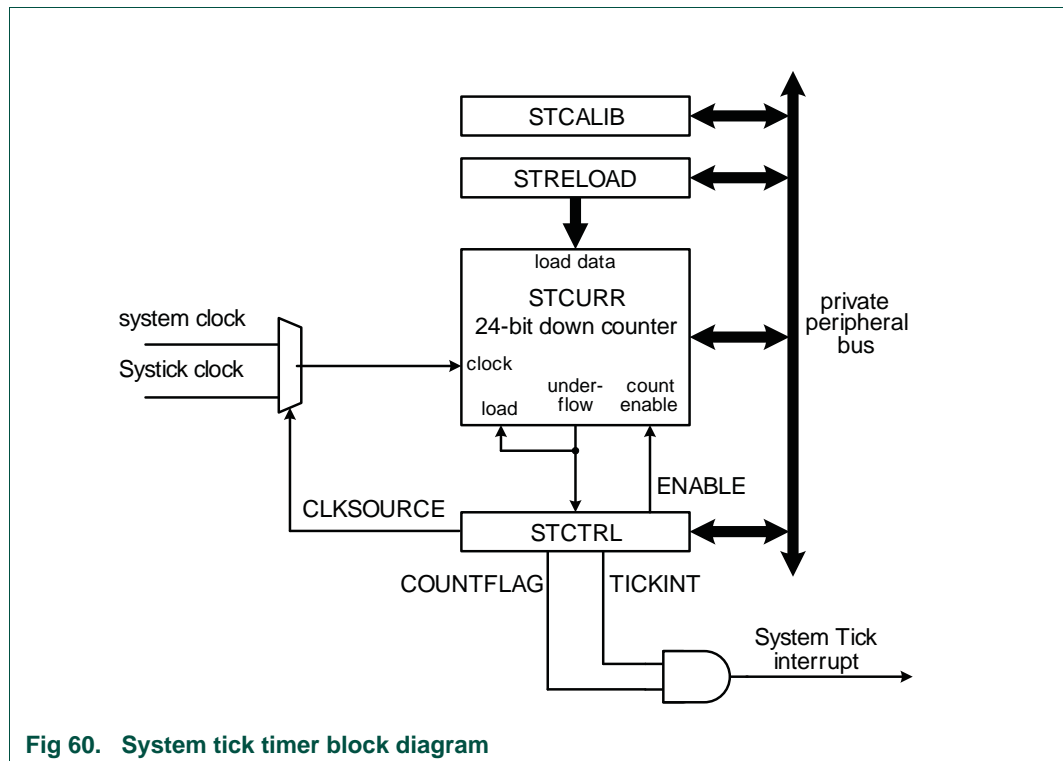 STCALIB
STRELOAD
load data
STCURR
24-bit down counter
private
peripheral
bus
system clock
Systick clock
clock
under-
flow
count
enable
load
ENABLE
CLKSOURCE
STCTRL
COUNTFLAG
TICKINT
System Tick
interrupt
Fig 60. System tick timer block diagram